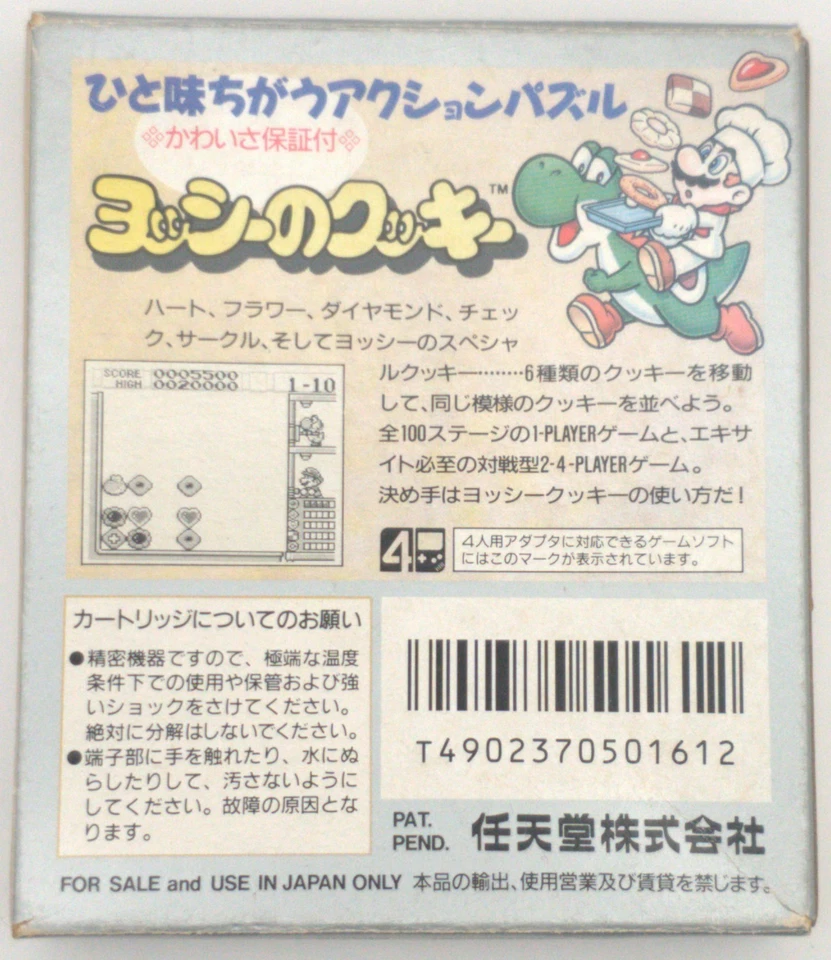 ひと味ちがウアクションパズル
かわいさ保証付
ヨッシーのクッキー™
ハート、フラワー、ダイヤモンド、チェッ
ク、サークル、そしてヨッシーのスペシャ
ルクッキー………6種類のクッキーを移動
して、同じ模様のクッキーを並べよう。
全100ステージの1-PLAYERゲームと、エキサ
イト必至の対戦型2-4-PLAYERゲーム。
決め手はヨッシークッキーの使い方だ!
SCORE 0005500
HIGH 0020000
1-10
4
4人用アダプタに対応できるゲームソフト
にはこのマークが表示されています。
カートリッジについてのお願い
●精密機器ですので、極端な温度
条件下での使用や保管および強
いショックをさけてください。
絶対に分解はしないでください。
●端子部に手を触れたり、水にぬ
らしたりして、汚さないように
してください。故障の原因とな
ります。
T4902370501612
PAT.
PEND.
任天堂株式会社
FOR SALE and USE IN JAPAN ONLY 本品の輸出、使用営業及び賃貸を禁じます。